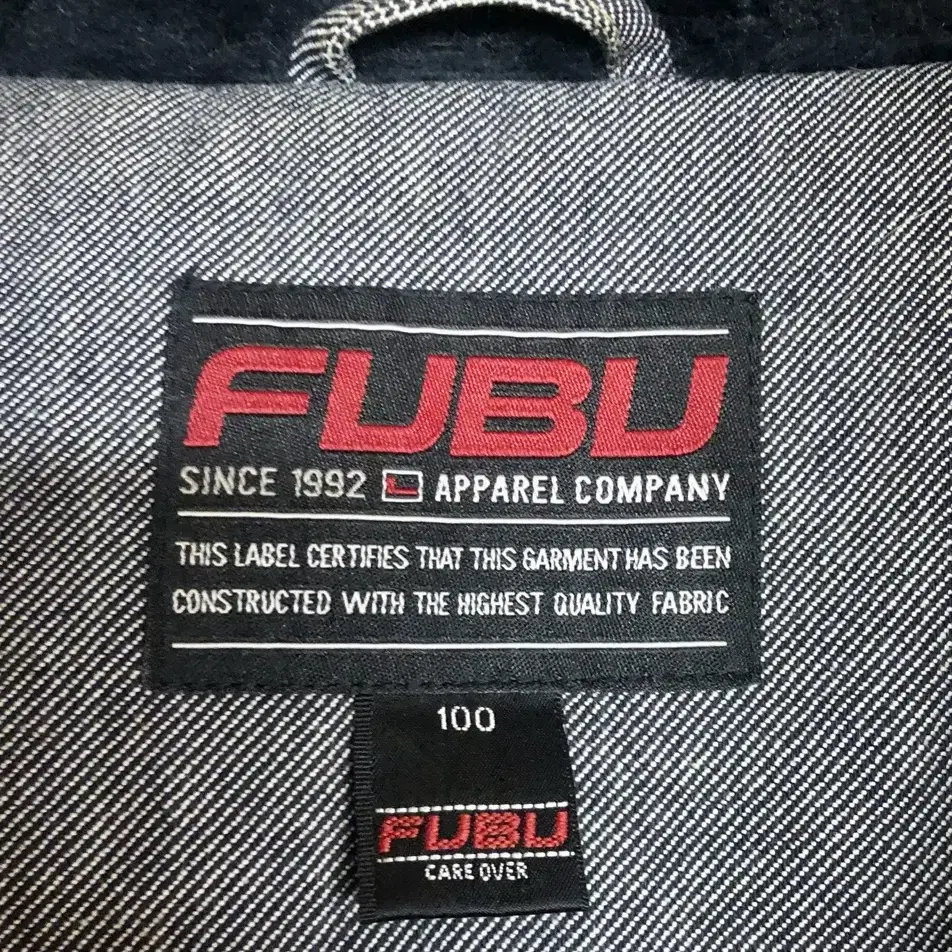 FUBU
SINCE 1992 APPAREL COMPANY
THIS LABEL CERTIFIES THAT THIS GARMENT HAS BEEN
CONSTRUCTED WITH THE HIGHEST QUALITY FABRIC
100
FUBU
CARE OVER